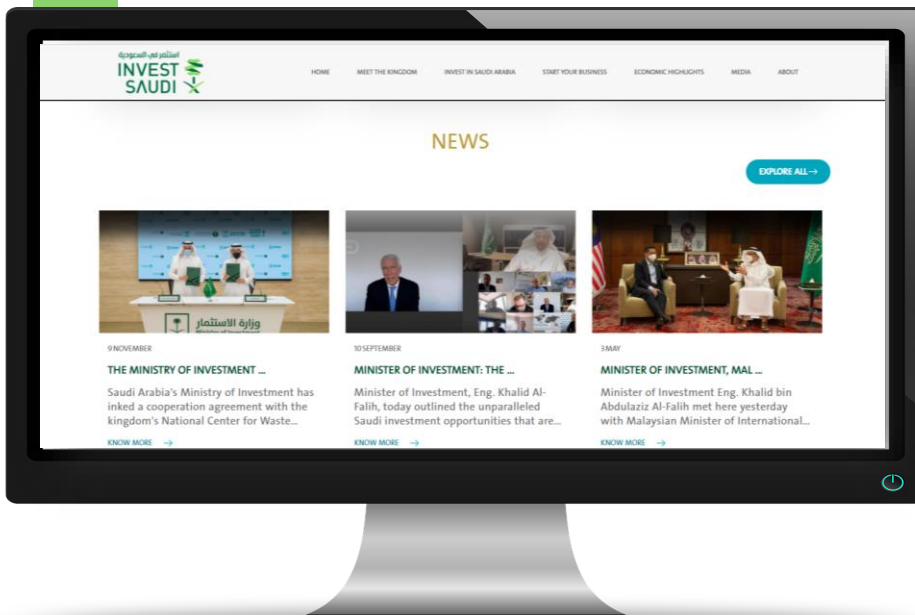 استثمر في السعودية
INVEST
SAUDI
HOME MEET THE KINGDOM INVEST IN SAUDI ARABIA START YOUR BUSINESS ECONOMIC HIGHLIGHTS MEDIA ABOUT
NEWS
EXPLORE ALL→
وزارة الاستثمار
9 NOVEMBER
THE MINISTRY OF INVESTMENT ...
Saudi Arabia's Ministry of Investment has
inked a cooperation agreement with the
kingdom's National Center for Waste...
KNOW MORE →
10 SEPTEMBER
MINISTER OF INVESTMENT: THE ...
Minister of Investment, Eng. Khalid Al-
Falih, today outlined the unparalleled
Saudi investment opportunities that are...
KNOW MORE →
3 MAY
MINISTER OF INVESTMENT, MAL ...
Minister of Investment Eng. Khalid bin
Abdulaziz Al-Falih met here yesterday
with Malaysian Minister of International...
KNOW MORE →